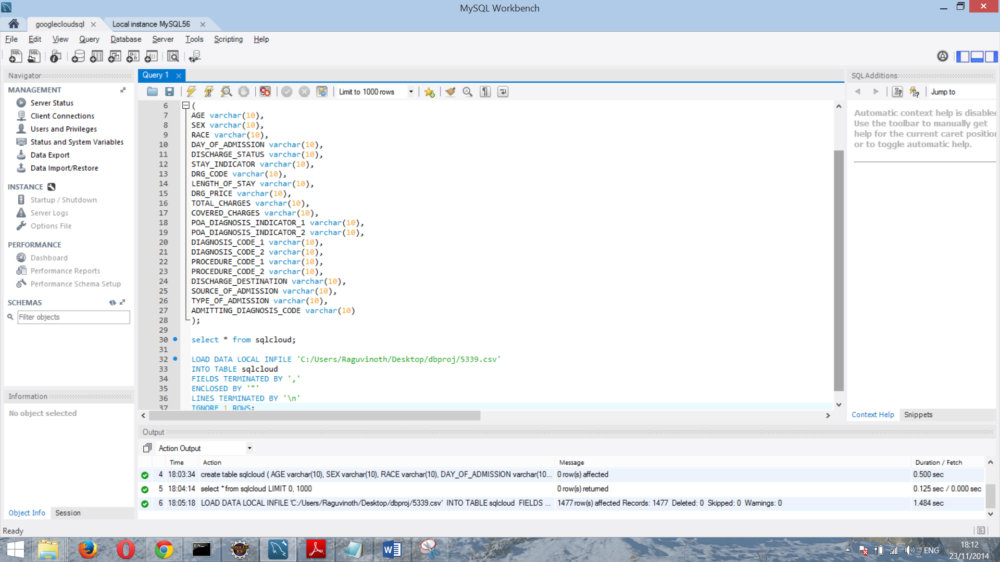 MySQL Workbench
googlecloudsql
Local instance MySQL56
File Edit View Query Database Server Tools Scripting Help
Navigator
MANAGEMENT
Server Status
Client Connections
Users and Privileges
Status and System Variables
Data Export
Data Import/Restore
INSTANCE
Startup / Shutdown
Server Logs
Options File
PERFORMANCE
Dashboard
Performance Reports
Performance Schema Setup
SCHEMAS
Filter objects
Information
No object selected
Object Info Session
Ready
Query 1
Limit to 1000 rows
6 (
7 AGE varchar(10),
8 SEX varchar(10),
9 RACE varchar(10),
10 DAY_OF_ADMISSION varchar(10),
11 DISCHARGE_STATUS varchar(10),
12 STAY_INDICATOR varchar(10),
13 DRG_CODE varchar(10),
14 LENGTH_OF_STAY varchar(10),
15 DRG_PRICE varchar(10),
16 TOTAL_CHARGES varchar(10),
17 COVERED_CHARGES varchar(10),
18 POA_DIAGNOSIS_INDICATOR_1 varchar(10),
19 POA_DIAGNOSIS_INDICATOR_2 varchar(10),
20 DIAGNOSIS_CODE_1 varchar(10),
21 DIAGNOSIS_CODE_2 varchar(10),
22 PROCEDURE_CODE_1 varchar(10),
23 PROCEDURE_CODE_2 varchar(10),
24 DISCHARGE_DESTINATION varchar(10),
25 SOURCE_OF_ADMISSION varchar(10),
26 TYPE_OF_ADMISSION varchar(10),
27 ADMITTING_DIAGNOSIS_CODE varchar(10)
28 );
29
30 select * from sqlcloud;
31
32 LOAD DATA LOCAL INFILE 'C:/Users/Raguvinoth/Desktop/dbproj/5339.csv'
33 INTO TABLE sqlcloud
34 FIELDS TERMINATED BY ','
35 ENCLOSED BY '"'
36 LINES TERMINATED BY '\n'
37 IGNORE 1 ROWS;
SQLAdditions
Jump to
Automatic context help is disabled
Use the toolbar to manually get
help for the current caret position
or to toggle automatic help.
Context Help Snippets
Output
Action Output
Time Action Message Duration / Fetch
4 18:03:34 create table sqlcloud ( AGE varchar(10), SEX varchar(10), RACE varchar(10), DAY_OF_ADMISSION varchar(10... 0 row(s) affected 0.500 sec
5 18:04:14 select * from sqlcloud LIMIT 0, 1000 0 row(s) returned 0.125 sec / 0.000 sec
6 18:05:18 LOAD DATA LOCAL INFILE 'C:/Users/Raguvinoth/Desktop/dbproj/5339.csv' INTO TABLE sqlcloud FIELDS ... 1477 row(s) affected Records: 1477 Deleted: 0 Skipped: 0 Warnings: 0 1.484 sec
Java EE
IDE
ENG
18:12
23/11/2014